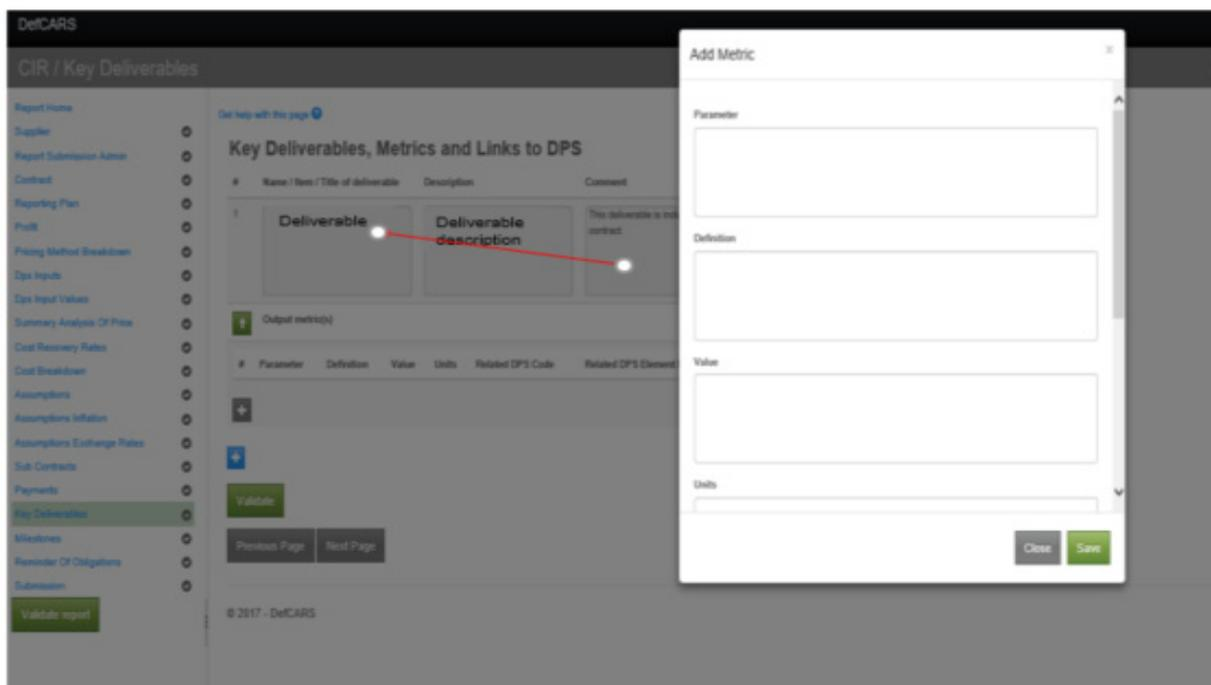 DefCARS
CIR / Key Deliverables
Report Home
Supplier
Report Submission Admin
Contract
Reporting Plan
Profit
Pricing Method Breakdown
Dps Inputs
Dps Input Values
Summary Analysis Of Price
Cost Recovery Rates
Cost Breakdown
Assumptions
Assumptions Inflation
Assumptions Exchange Rates
Sub Contracts
Payments
Key Deliverables
Milestones
Reminder Of Obligations
Submission
Validate report
Get help with this page
Key Deliverables, Metrics and Links to DPS
# Name / Item / Title of deliverable Description Comment
1
Deliverable
Deliverable
description
This deliverable is
contract
Output metric(s)
# Parameter Definition Value Units Related DPS Code Related DPS Element
Validate
Previous Page Next Page
© 2017 - DefCARS
Add Metric
×
Parameter
Definition
Value
Units
Close Save